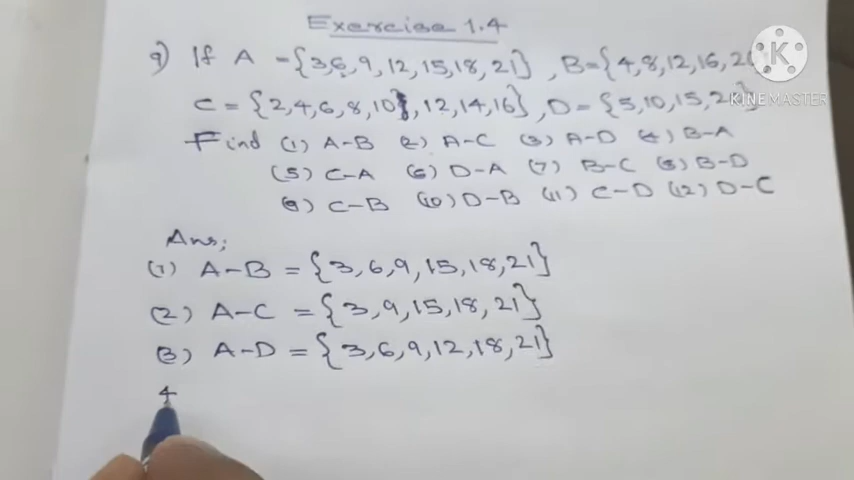 Exercise 1.4
9) If A = {3,6,9,12,15,18,21}, B={4,8,12,16,20
C = {2,4,6,8,10,12,14,16}, D = {5,10,15,20}
Find (1) A-B (2) A-C (3) A-D (4) B-A
(5) C-A (6) D-A (7) B-C (8) B-D
(9) C-B (10) D-B (11) C-D (12) D-C
Ans;
(1) A-B = {3,6,9,15,18,21}
(2) A-C = {3,9,15,18,21}
(3) A-D = {3,6,9,12,18,21}
4
KINEMASTER